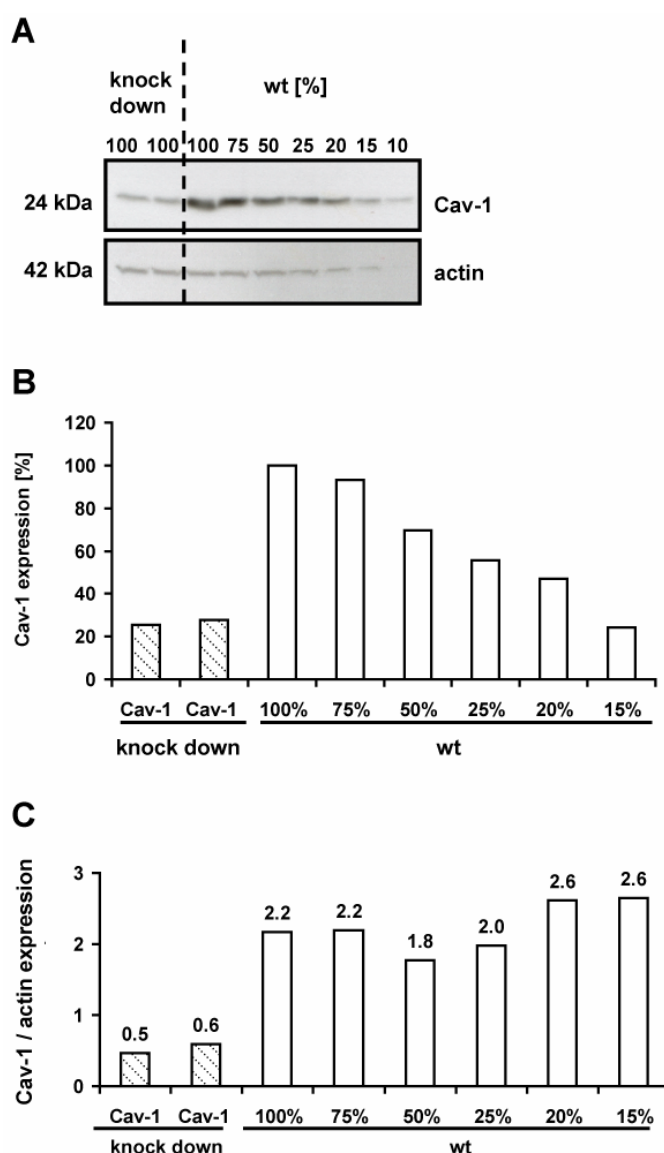 A
knock
down
wt [%]
100 100 100 75 50 25 20 15 10
24 kDa
Cav-1
42 kDa
actin
B
Cav-1 expression [%]
120
100
80
60
40
20
0
Cav-1 Cav-1 100% 75% 50% 25% 20% 15%
knock down wt
C
Cav-1 / actin expression
3
2
1
0
0.5 0.6 2.2 2.2 1.8 2.0 2.6 2.6
Cav-1 Cav-1 100% 75% 50% 25% 20% 15%
knock down wt